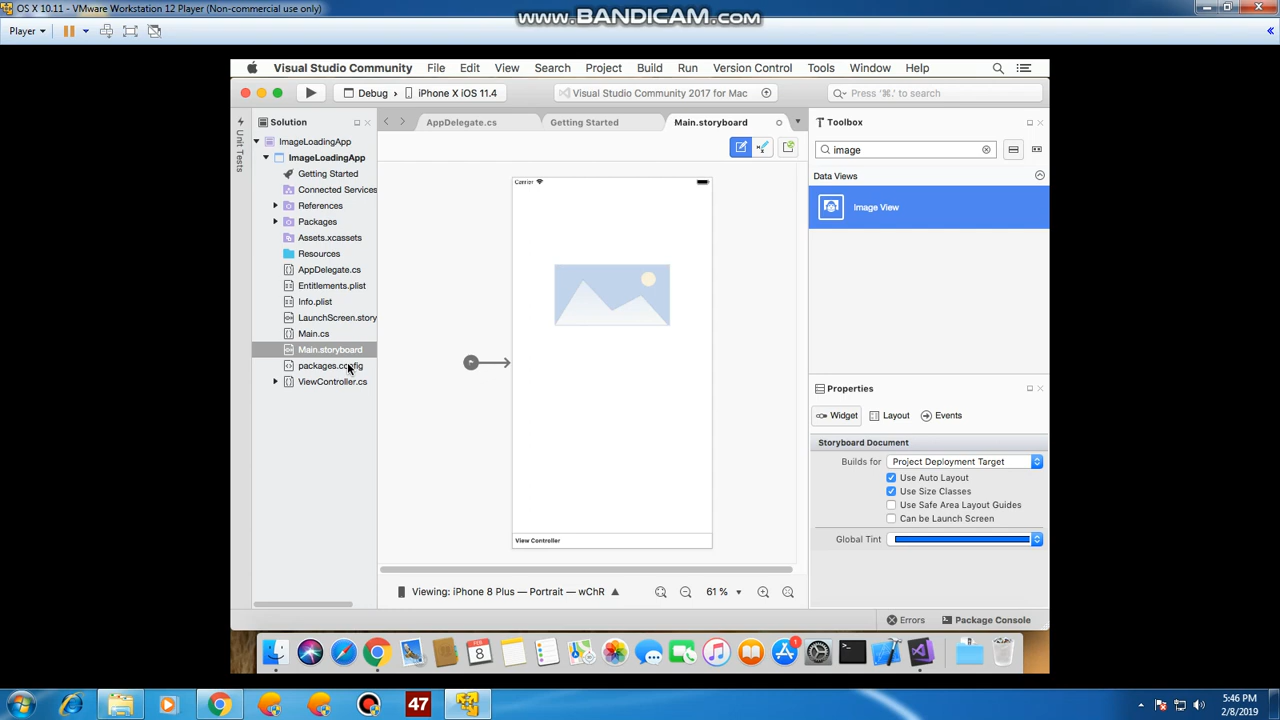 OS X 10.11 - VMware Workstation 12 Player (Non-commercial use only)
www.BANDICAM.com
Player
Visual Studio Community File Edit View Search Project Build Run Version Control Tools Window Help
Debug iPhone X iOS 11.4 Visual Studio Community 2017 for Mac Press '⌘.' to search
Unit Tests
Solution
AppDelegate.cs Getting Started Main.storyboard
Toolbox
ImageLoadingApp
ImageLoadingApp
Getting Started
Connected Services
References
Packages
Assets.xcassets
Resources
AppDelegate.cs
Entitlements.plist
Info.plist
LaunchScreen.story
Main.cs
Main.storyboard
packages.config
ViewController.cs
Carrier
View Controller
Viewing: iPhone 8 Plus — Portrait — wChR 61 %
image
Data Views
Image View
Properties
Widget Layout Events
Storyboard Document
Builds for Project Deployment Target
Use Auto Layout
Use Size Classes
Use Safe Area Layout Guides
Can be Launch Screen
Global Tint
Errors Package Console
FEB
8
1
47
5:46 PM
2/8/2019